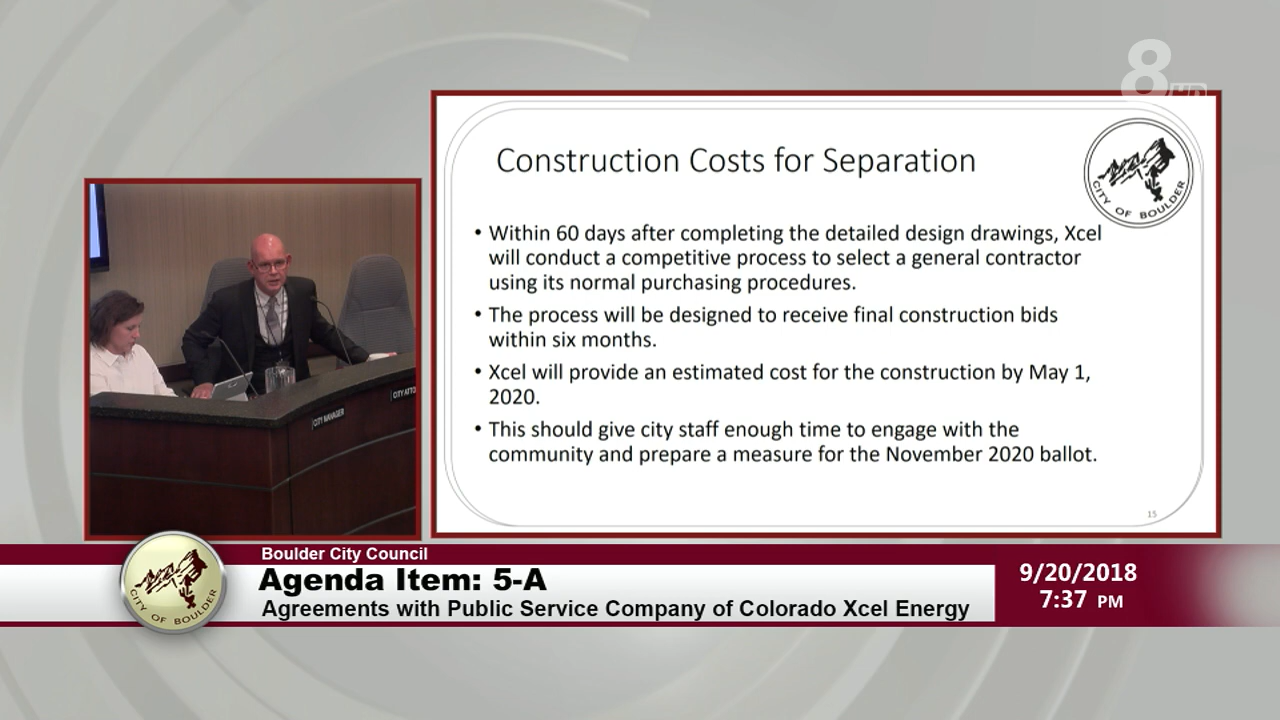 8
HD
Construction Costs for Separation
CITY OF BOULDER
• Within 60 days after completing the detailed design drawings, Xcel
will conduct a competitive process to select a general contractor
using its normal purchasing procedures.
• The process will be designed to receive final construction bids
within six months.
• Xcel will provide an estimated cost for the construction by May 1,
2020.
• This should give city staff enough time to engage with the
community and prepare a measure for the November 2020 ballot.
15
CITY MANAGER
CITY ATTO
Boulder City Council
Agenda Item: 5-A
Agreements with Public Service Company of Colorado Xcel Energy
CITY OF BOULDER
9/20/2018
7:37 PM